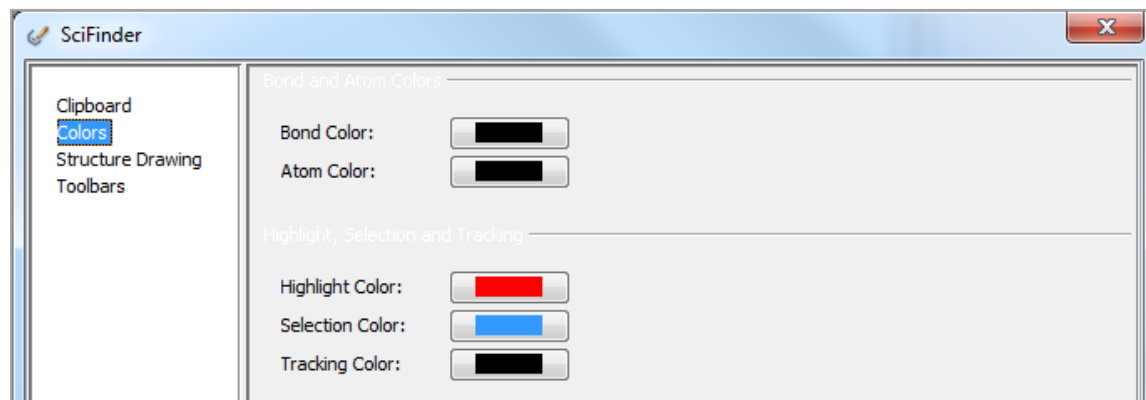 SciFinder
Clipboard
Colors
Structure Drawing
Toolbars
Bond and Atom Colors
Bond Color:
Atom Color:
Highlight, Selection and Tracking
Highlight Color:
Selection Color:
Tracking Color: